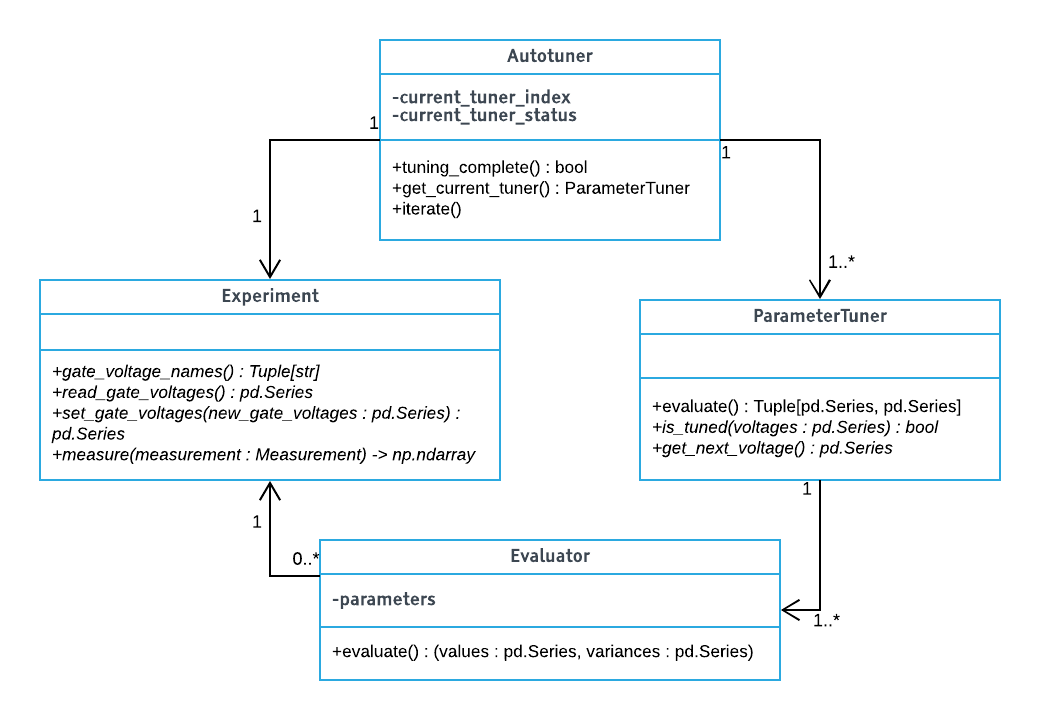 Autotuner
-current_tuner_index
-current_tuner_status
1
1
+tuning_complete() : bool
+get_current_tuner() : ParameterTuner
+iterate()
1
1..*
Experiment
+gate_voltage_names() : Tuple[str]
+read_gate_voltages() : pd.Series
+set_gate_voltages(new_gate_voltages : pd.Series) :
pd.Series
+measure(measurement : Measurement) -> np.ndarray
ParameterTuner
+evaluate() : Tuple[pd.Series, pd.Series]
+is_tuned(voltages : pd.Series) : bool
+get_next_voltage() : pd.Series
1
1
0..*
Evaluator
-parameters
1..*
+evaluate() : (values : pd.Series, variances : pd.Series)